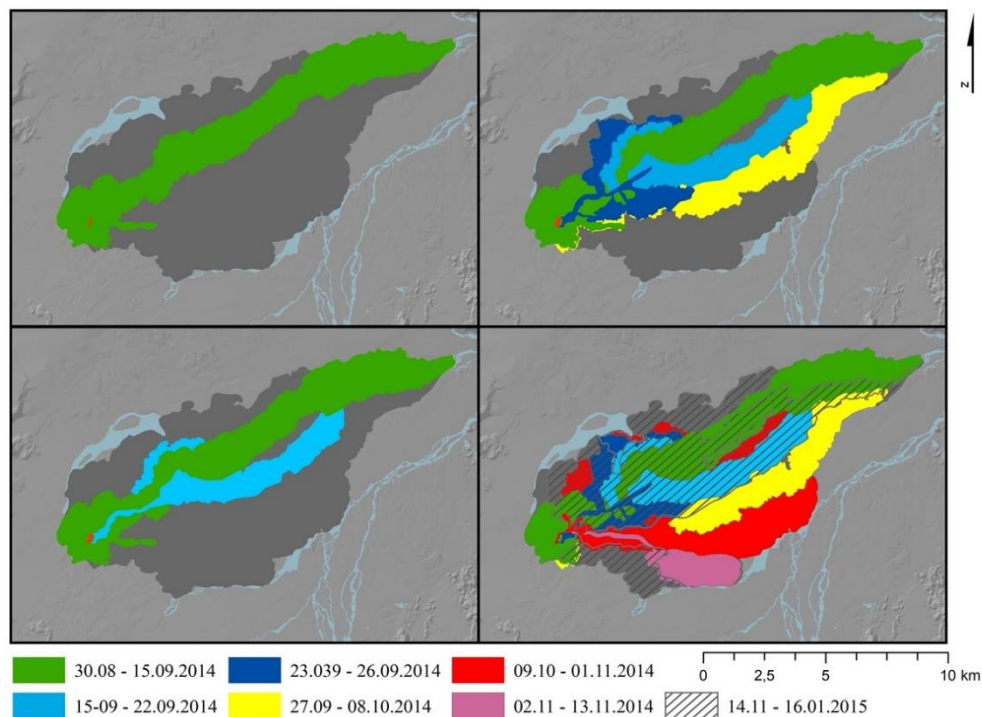 N
30.08 - 15.09.2014
23.039 - 26.09.2014
09.10 - 01.11.2014
0 2,5 5 10 km
15-09 - 22.09.2014
27.09 - 08.10.2014
02.11 - 13.11.2014
14.11 - 16.01.2015